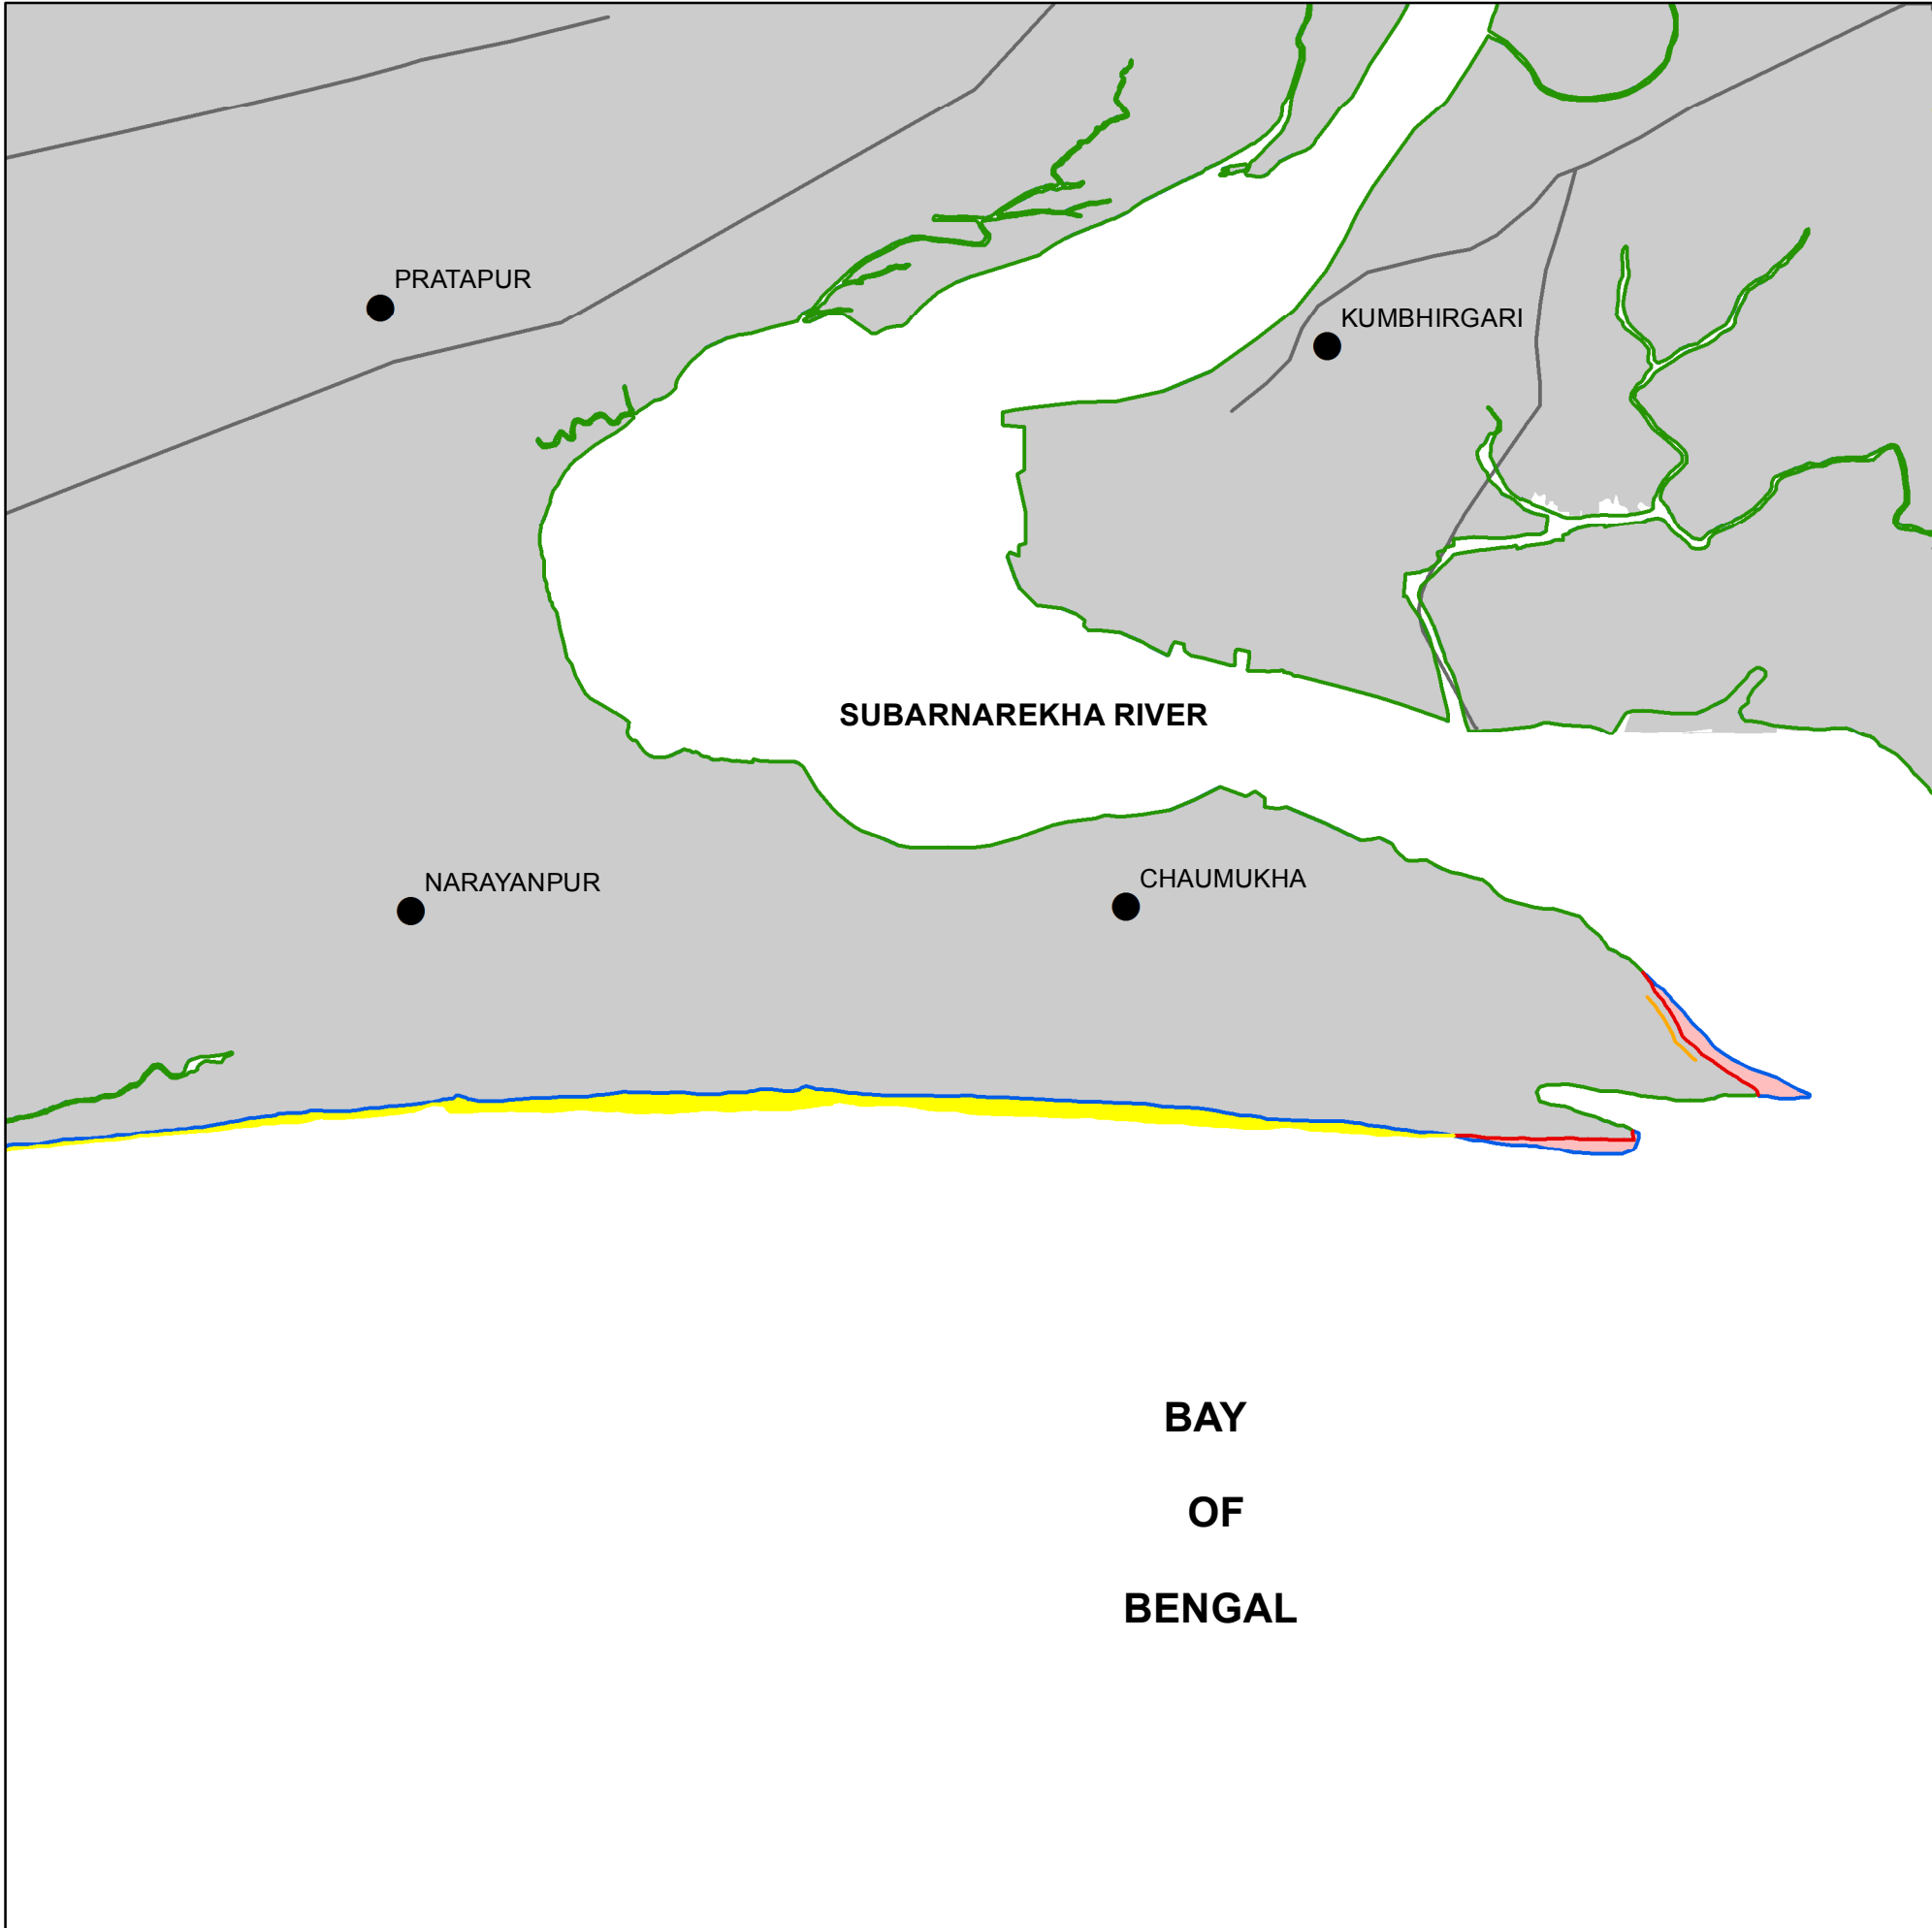 PRATAPUR
KUMBHIRGARI
SUBARNAREKHA RIVER
NARAYANPUR
CHAUMUKHA
BAY
OF
BENGAL